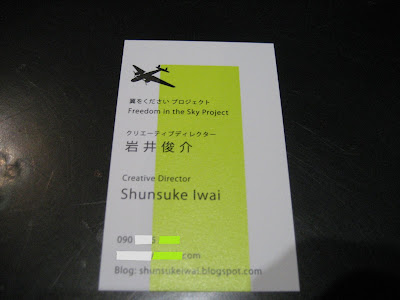 翼をください プロジェクト
Freedom in the Sky Project
クリエーティブディレクター
岩井俊介
Creative Director
Shunsuke Iwai
090
.com
Blog: shunsukeiwai.blogspot.com